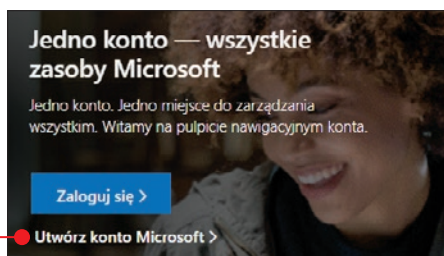 Jedno konto — wszystkie
zasoby Microsoft
Jedno konto. Jedno miejsce do zarządzania
wszystkim. Witamy na pulpicie nawigacyjnym konta.
Zaloguj się >
Utwórz konto Microsoft >